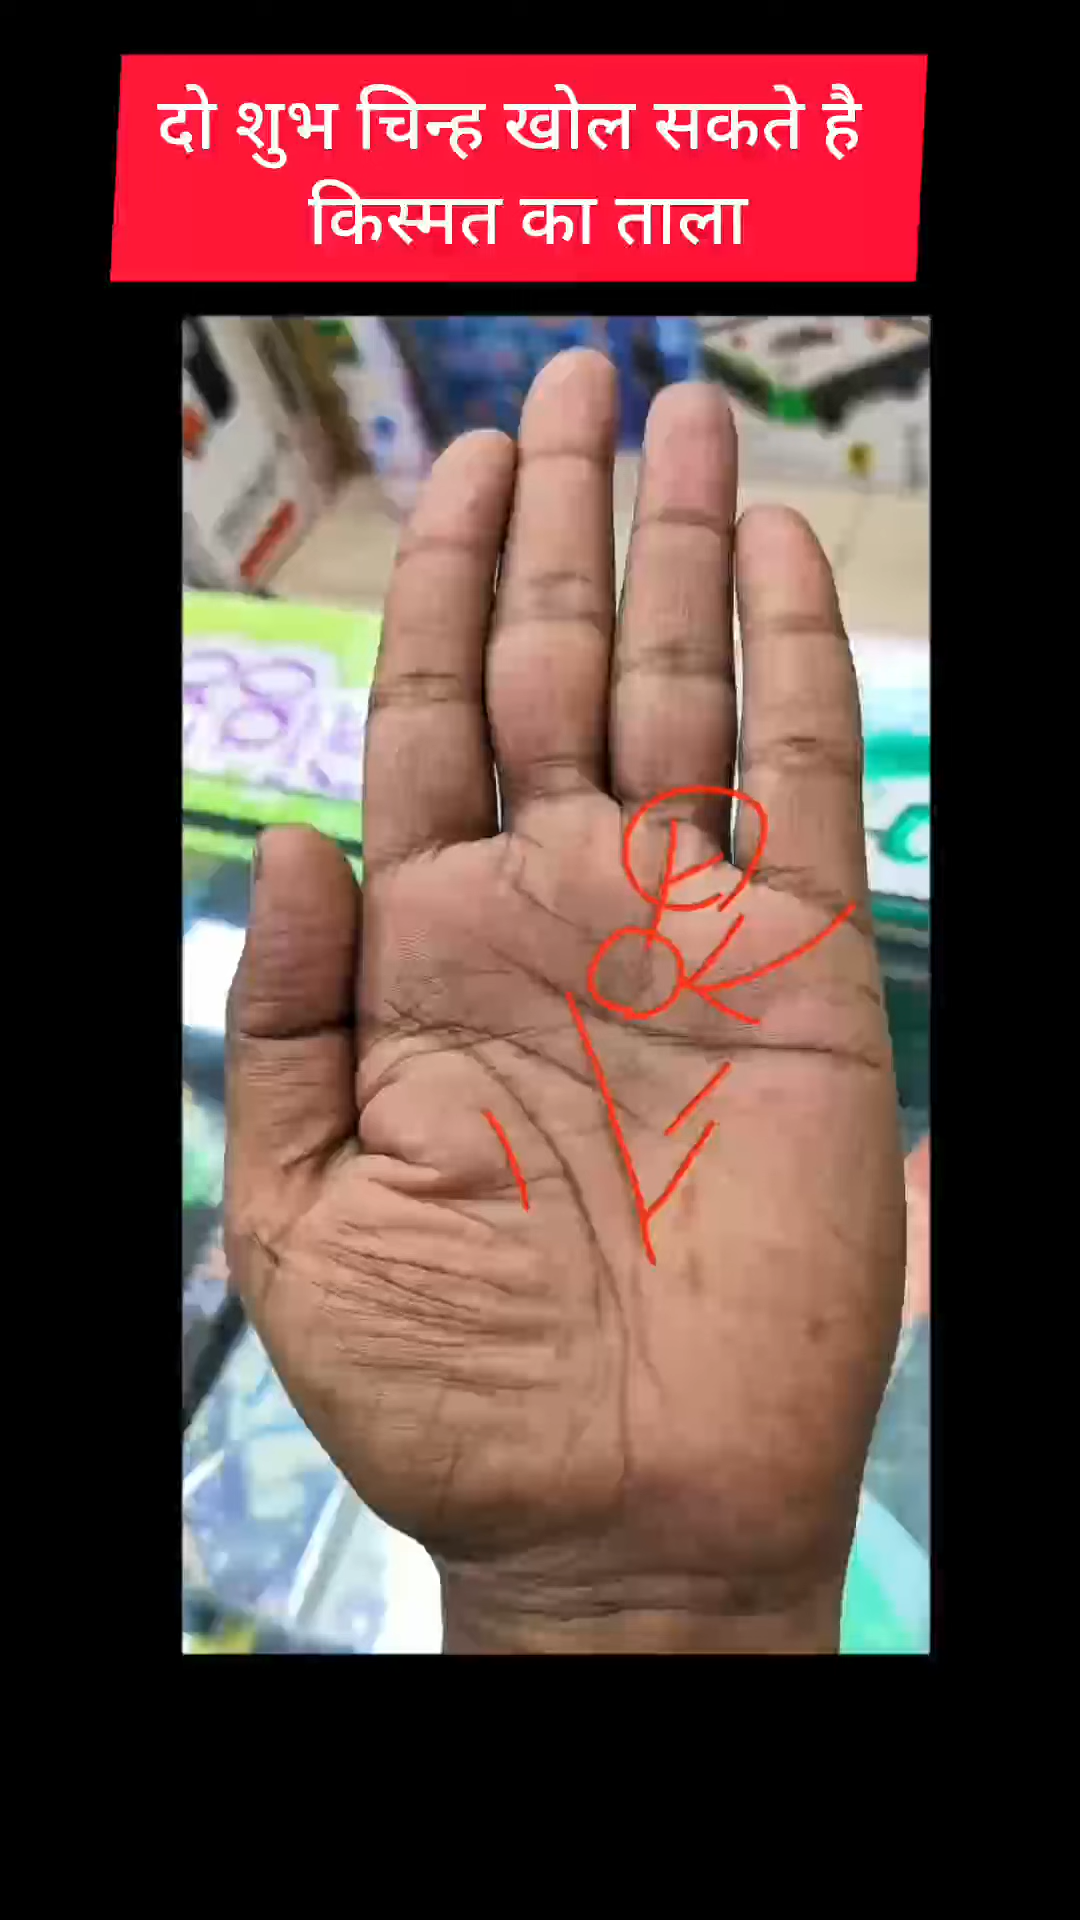 दो शुभ चिन्ह खोल सकते है
किस्मत का ताला